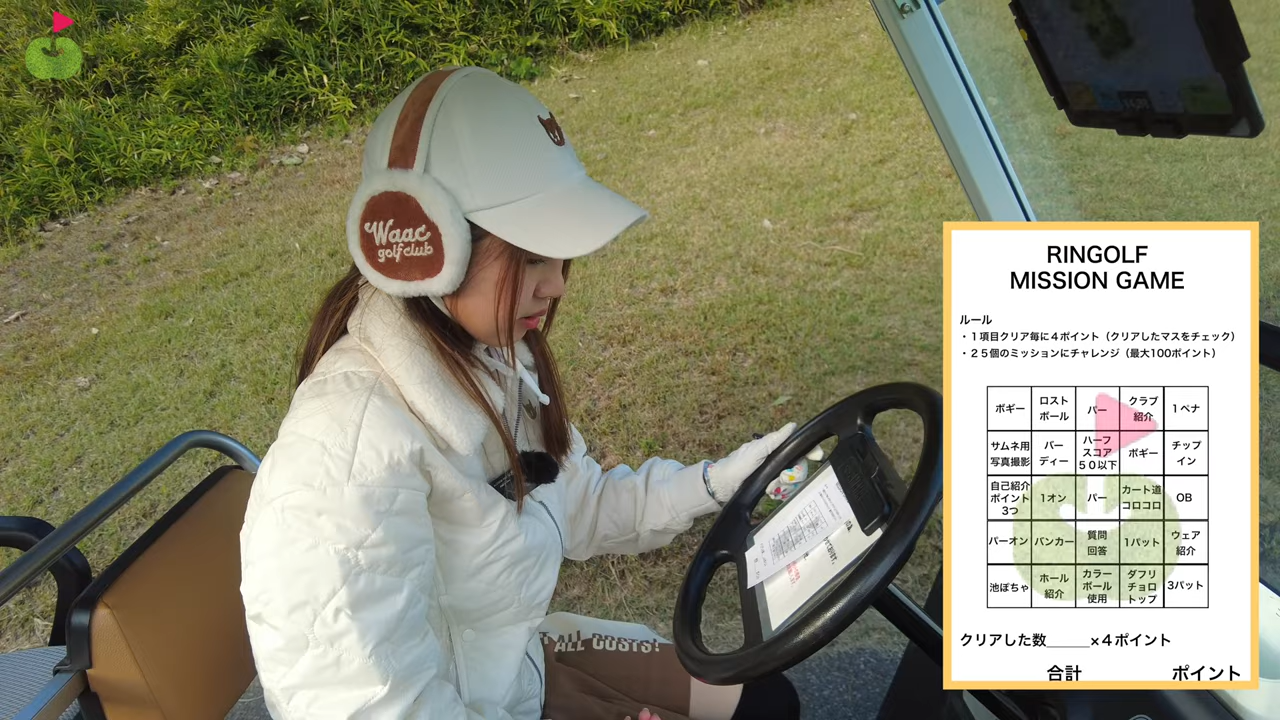 Waac
golfclub
ALL COSTS!
RINGOLF
MISSION GAME
ルール
・１項目クリア毎に４ポイント（クリアしたマスをチェック）
・２５個のミッションにチャレンジ（最大100ポイント）
ボギー
ロスト
ボール
パー
クラブ
紹介
１ペナ
サムネ用
写真撮影
バー
ディー
ハーフ
スコア
５０以下
ボギー
チップ
イン
自己紹介
ポイント
3つ
1オン
パー
カート道
コロコロ
OB
パーオン
バンカー
質問
回答
1パット
ウェア
紹介
池ぽちゃ
ホール
紹介
カラー
ボール
使用
ダフリ
チョロ
トップ
3パット
クリアした数_____×４ポイント
合計 ポイント